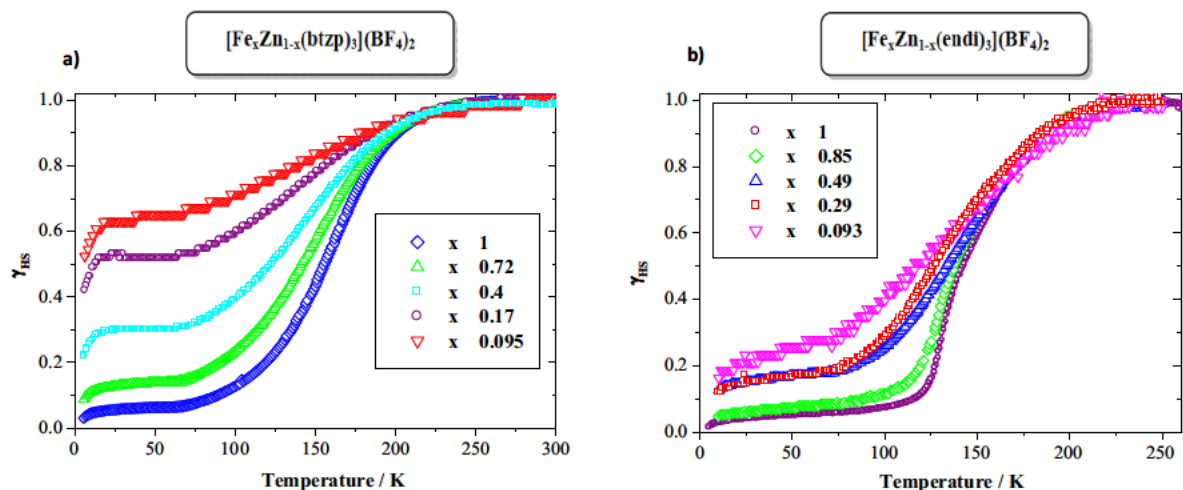 [FeₓZn₁₋ₓ(btzp)₃](BF₄)₂
a)
γHS
1.0
0.8
0.6
0.4
0.2
0.0
x 1
x 0.72
x 0.4
x 0.17
x 0.095
0 50 100 150 200 250 300
Temperature / K
[FeₓZn₁₋ₓ(endi)₃](BF₄)₂
b)
γHS
1.0
0.8
0.6
0.4
0.2
0.0
x 1
x 0.85
x 0.49
x 0.29
x 0.093
0 50 100 150 200 250
Temperature / K